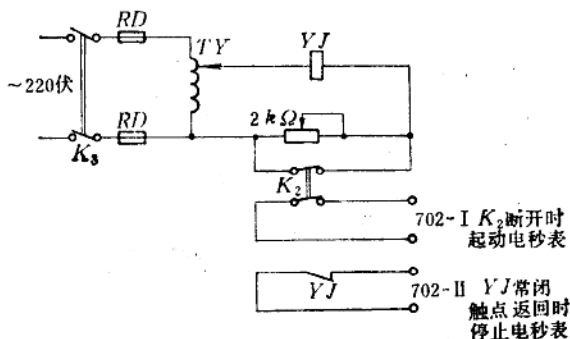 RD
TY
YJ
~220伏
2kΩ
RD
K₃
K₂
702-I K₂断开时
起动电秒表
YJ
702-II YJ常闭
触点返回时
停止电秒表